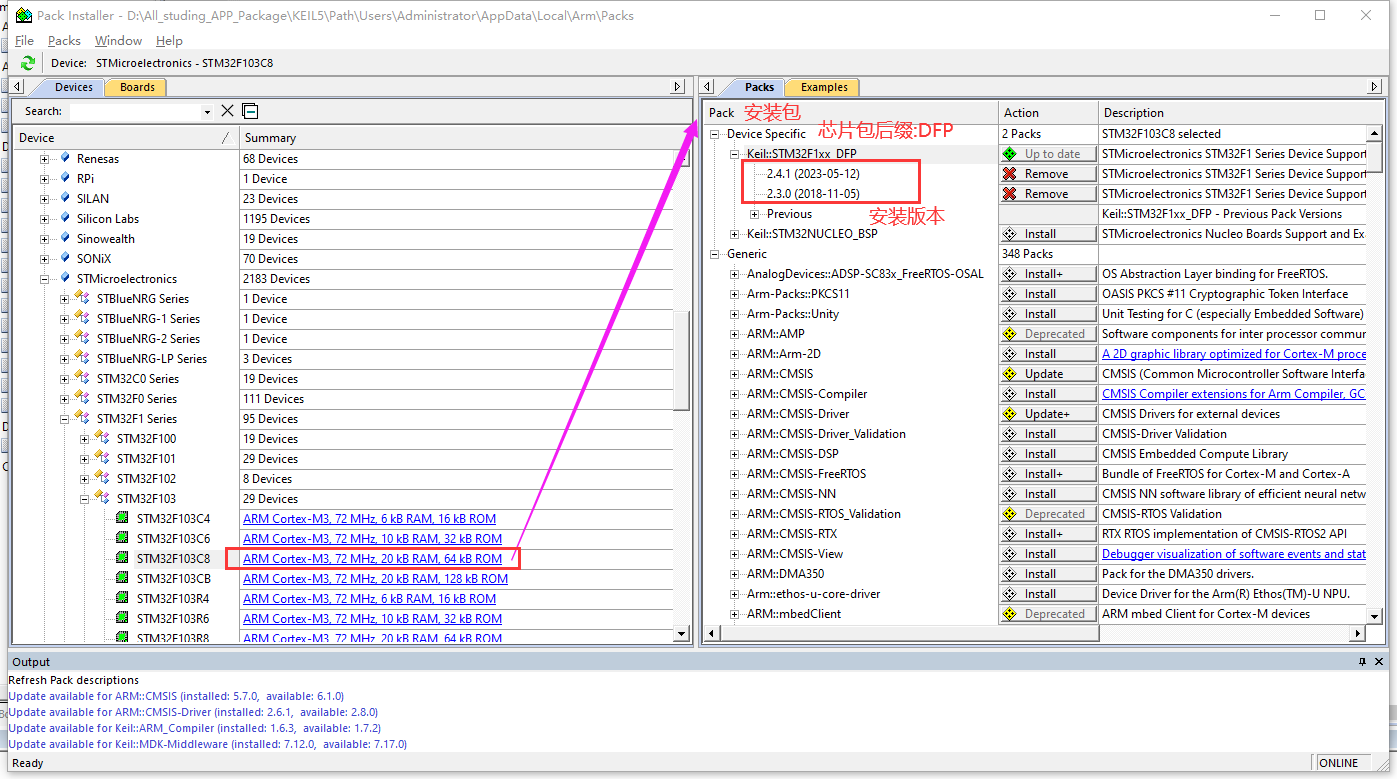 Pack Installer - D:\All_studing_APP_Package\KEIL5\Path\Users\Administrator\AppData\Local\Arm\Packs
File Packs Window Help
Device: STMicroelectronics - STM32F103C8
Devices Boards
Search:
Device Summary
Renesas 68 Devices
RPi 1 Device
SILAN 23 Devices
Silicon Labs 1195 Devices
Sinowealth 19 Devices
SONiX 70 Devices
STMicroelectronics 2183 Devices
STBlueNRG Series 1 Device
STBlueNRG-1 Series 1 Device
STBlueNRG-2 Series 1 Device
STBlueNRG-LP Series 3 Devices
STM32C0 Series 19 Devices
STM32F0 Series 111 Devices
STM32F1 Series 95 Devices
STM32F100 19 Devices
STM32F101 29 Devices
STM32F102 8 Devices
STM32F103 29 Devices
STM32F103C4 ARM Cortex-M3, 72 MHz, 6 kB RAM, 16 kB ROM
STM32F103C6 ARM Cortex-M3, 72 MHz, 10 kB RAM, 32 kB ROM
STM32F103C8 ARM Cortex-M3, 72 MHz, 20 kB RAM, 64 kB ROM
STM32F103CB ARM Cortex-M3, 72 MHz, 20 kB RAM, 128 kB ROM
STM32F103R4 ARM Cortex-M3, 72 MHz, 6 kB RAM, 16 kB ROM
STM32F103R6 ARM Cortex-M3, 72 MHz, 10 kB RAM, 32 kB ROM
STM32F103R8 ARM Cortex-M3, 72 MHz, 20 kB RAM, 64 kB ROM
Packs Examples
Pack 安装包 Action Description
Device Specific 芯片包后缀:DFP 2 Packs STM32F103C8 selected
Keil::STM32F1xx_DFP Up to date STMicroelectronics STM32F1 Series Device Support
2.4.1 (2023-05-12) Remove STMicroelectronics STM32F1 Series Device Support
2.3.0 (2018-11-05) Remove STMicroelectronics STM32F1 Series Device Support
Previous 安装版本 Keil::STM32F1xx_DFP - Previous Pack Versions
Keil::STM32NUCLEO_BSP Install STMicroelectronics Nucleo Boards Support and Ex
Generic 348 Packs
AnalogDevices::ADSP-SC83x_FreeRTOS-OSAL Install+ OS Abstraction Layer binding for FreeRTOS.
Arm-Packs::PKCS11 Install OASIS PKCS #11 Cryptographic Token Interface
Arm-Packs::Unity Install Unit Testing for C (especially Embedded Software)
ARM::AMP Deprecated Software components for inter processor commun
ARM::Arm-2D Install A 2D graphic library optimized for Cortex-M proce
ARM::CMSIS Update CMSIS (Common Microcontroller Software Interfa
ARM::CMSIS-Compiler Install CMSIS Compiler extensions for Arm Compiler, GC
ARM::CMSIS-Driver Update+ CMSIS Drivers for external devices
ARM::CMSIS-Driver_Validation Install CMSIS-Driver Validation
ARM::CMSIS-DSP Install CMSIS Embedded Compute Library
ARM::CMSIS-FreeRTOS Install+ Bundle of FreeRTOS for Cortex-M and Cortex-A
ARM::CMSIS-NN Install CMSIS NN software library of efficient neural netw
ARM::CMSIS-RTOS_Validation Deprecated CMSIS-RTOS Validation
ARM::CMSIS-RTX Install+ RTX RTOS implementation of CMSIS-RTOS2 API
ARM::CMSIS-View Install Debugger visualization of software events and stat
ARM::DMA350 Install Pack for the DMA350 drivers.
Arm::ethos-u-core-driver Install Device Driver for the Arm(R) Ethos(TM)-U NPU.
ARM::mbedClient Deprecated ARM mbed Client for Cortex-M devices
Output
Refresh Pack descriptions
Update available for ARM::CMSIS (installed: 5.7.0, available: 6.1.0)
Update available for ARM::CMSIS-Driver (installed: 2.6.1, available: 2.8.0)
Update available for Keil::ARM_Compiler (installed: 1.6.3, available: 1.7.2)
Update available for Keil::MDK-Middleware (installed: 7.12.0, available: 7.17.0)
Ready ONLINE